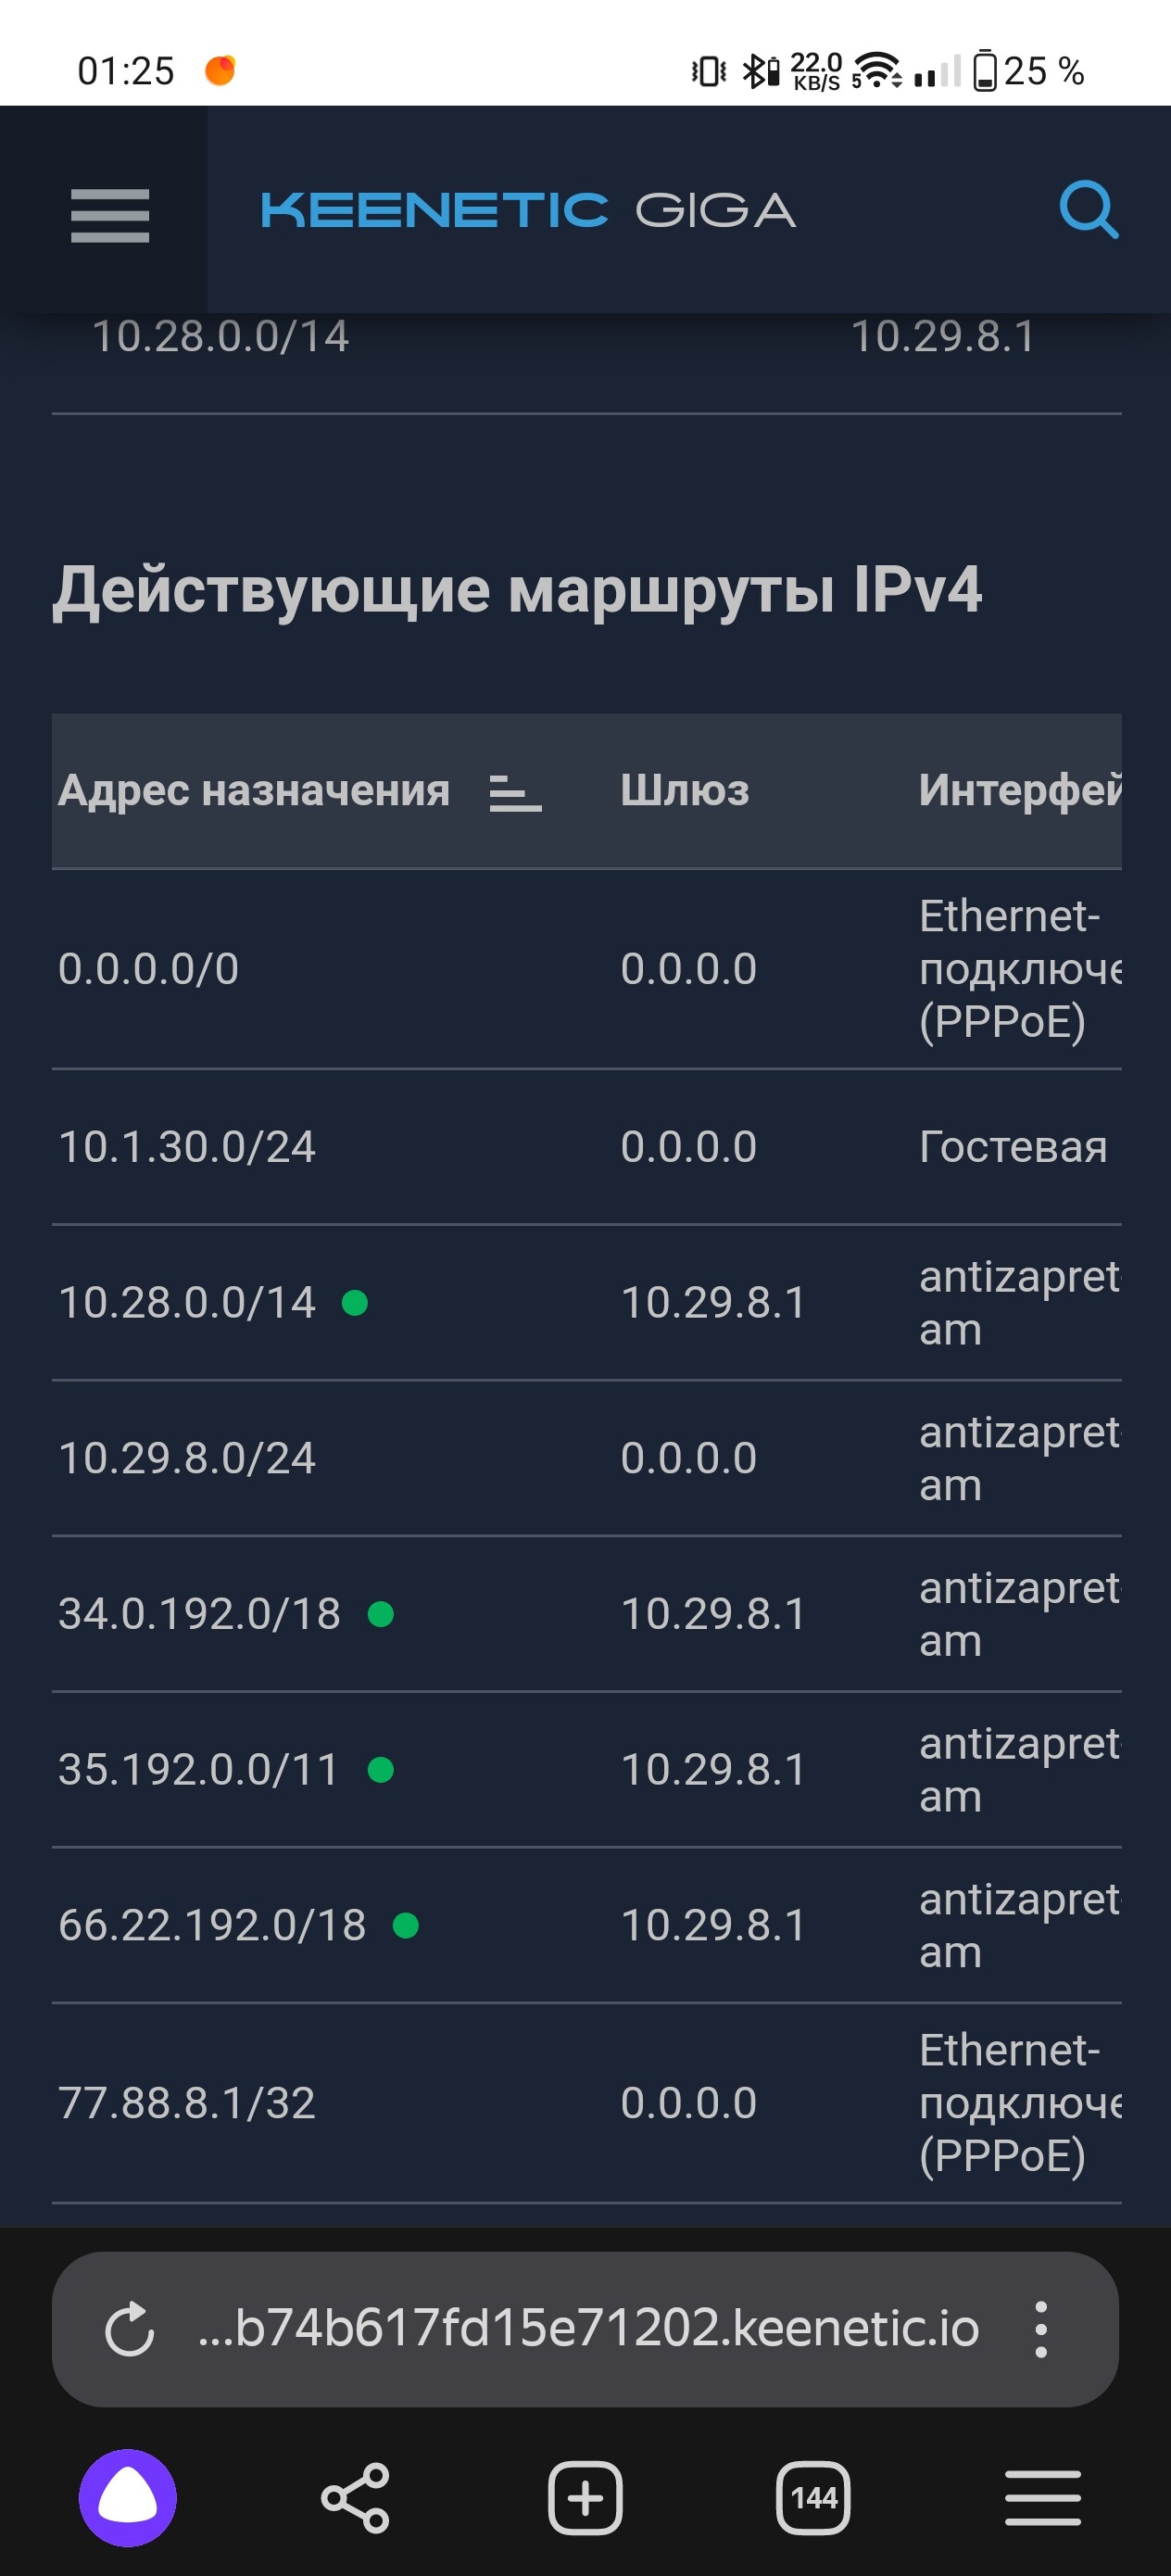 01:25
22.0
KB/S
5
25 %
KEENETIC GIGA
10.28.0.0/14 10.29.8.1
Действующие маршруты IPv4
Адрес назначения Шлюз Интерфей
0.0.0.0/0 0.0.0.0 Ethernet-
подключе
(PPPoE)
10.1.30.0/24 0.0.0.0 Гостевая
10.28.0.0/14 10.29.8.1 antizapret-
am
10.29.8.0/24 0.0.0.0 antizapret-
am
34.0.192.0/18 10.29.8.1 antizapret-
am
35.192.0.0/11 10.29.8.1 antizapret-
am
66.22.192.0/18 10.29.8.1 antizapret-
am
77.88.8.1/32 0.0.0.0 Ethernet-
подключе
(PPPoE)
...b74b617fd15e71202.keenetic.io
144